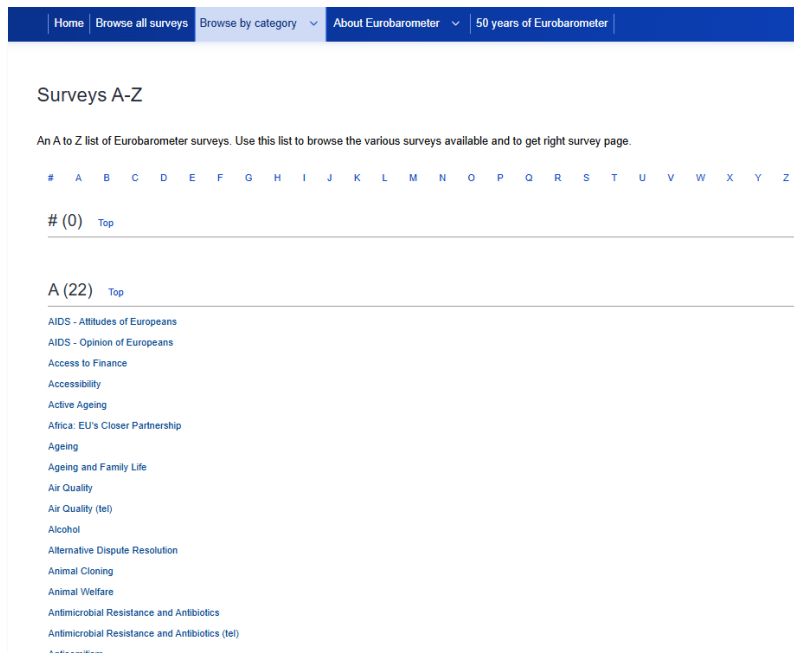 Home Browse all surveys Browse by category About Eurobarometer 50 years of Eurobarometer
Surveys A-Z
An A to Z list of Eurobarometer surveys. Use this list to browse the various surveys available and to get right survey page.
# A B C D E F G H I J K L M N O P Q R S T U V W X Y Z
# (0) Top
A (22) Top
AIDS - Attitudes of Europeans
AIDS - Opinion of Europeans
Access to Finance
Accessibility
Active Ageing
Africa: EU's Closer Partnership
Ageing
Ageing and Family Life
Air Quality
Air Quality (tel)
Alcohol
Alternative Dispute Resolution
Animal Cloning
Animal Welfare
Antimicrobial Resistance and Antibiotics
Antimicrobial Resistance and Antibiotics (tel)